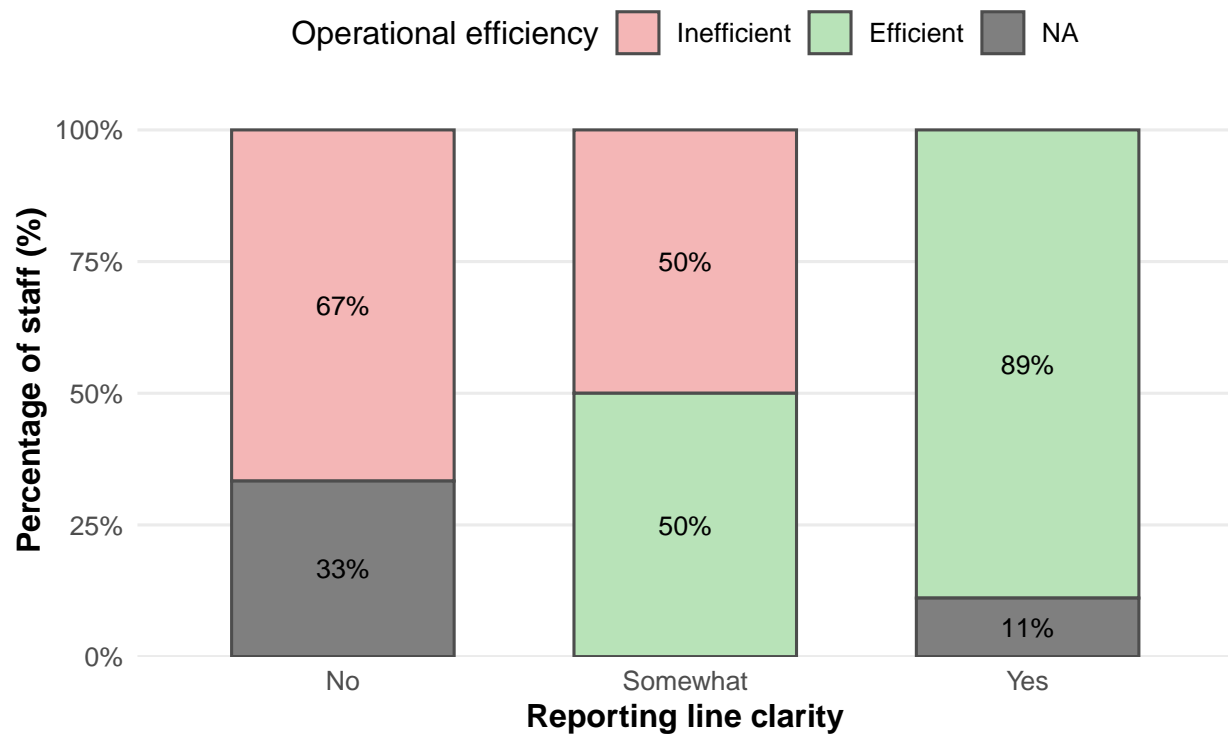 Operational efficiency Inefficient Efficient NA
100%
75%
50%
25%
0%
Percentage of staff (%)
67%
33%
50%
50%
89%
11%
No Somewhat Yes
Reporting line clarity